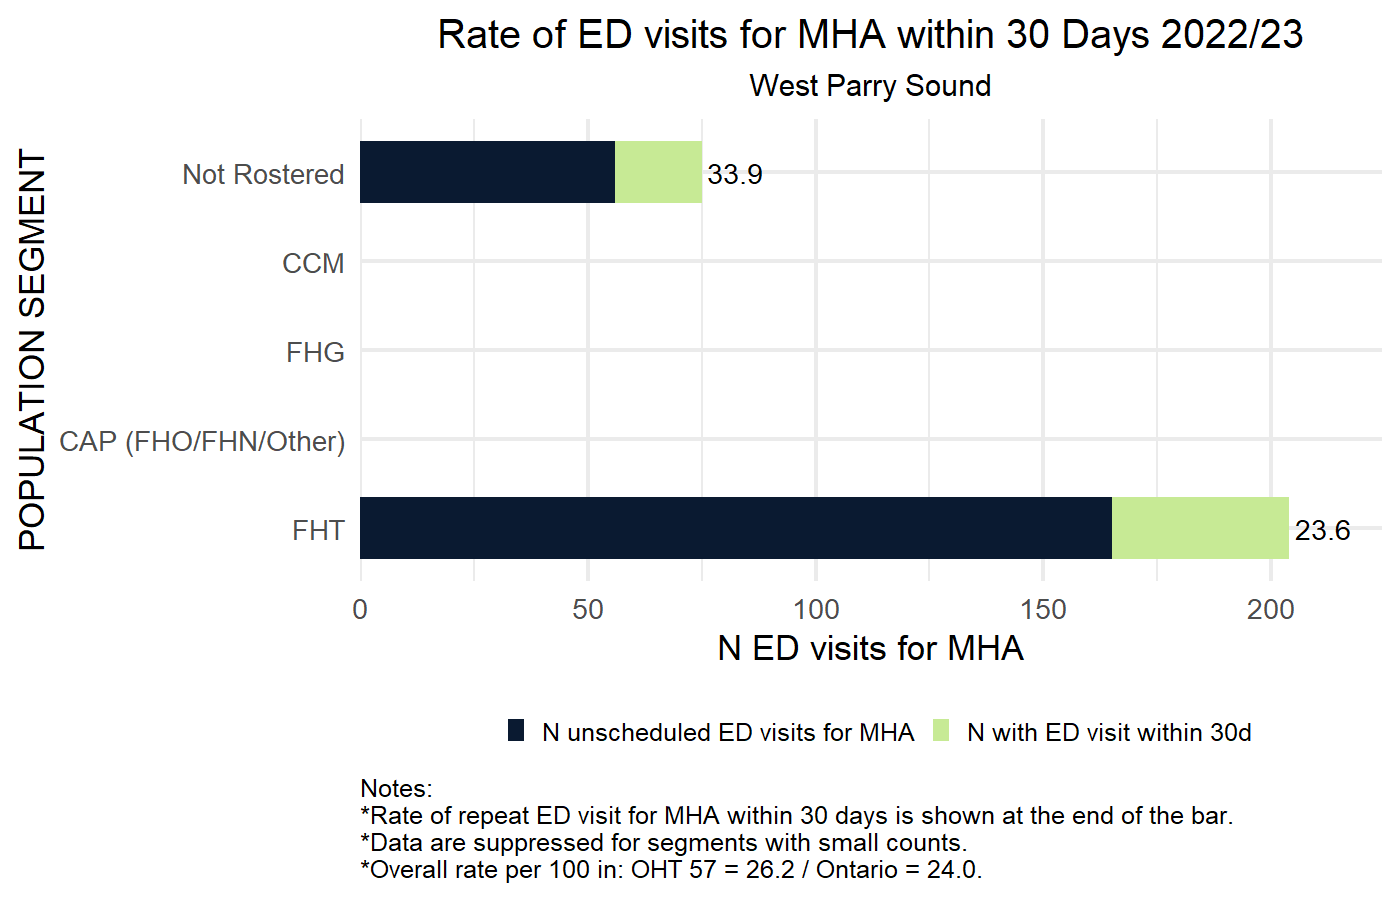 Rate of ED visits for MHA within 30 Days 2022/23
West Parry Sound
POPULATION SEGMENT
Not Rostered
33.9
CCM
FHG
CAP (FHO/FHN/Other)
FHT
23.6
0 50 100 150 200
N ED visits for MHA
N unscheduled ED visits for MHA N with ED visit within 30d
Notes:
*Rate of repeat ED visit for MHA within 30 days is shown at the end of the bar.
*Data are suppressed for segments with small counts.
*Overall rate per 100 in: OHT 57 = 26.2 / Ontario = 24.0.